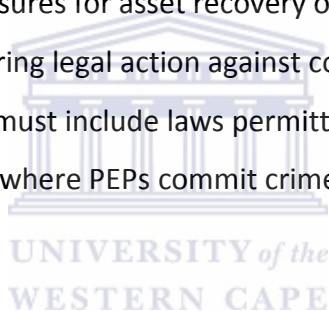 sures for asset recovery o
ring legal action against co
must include laws permitt
where PEPs commit crime
UNIVERSITY of the
WESTERN CAPE